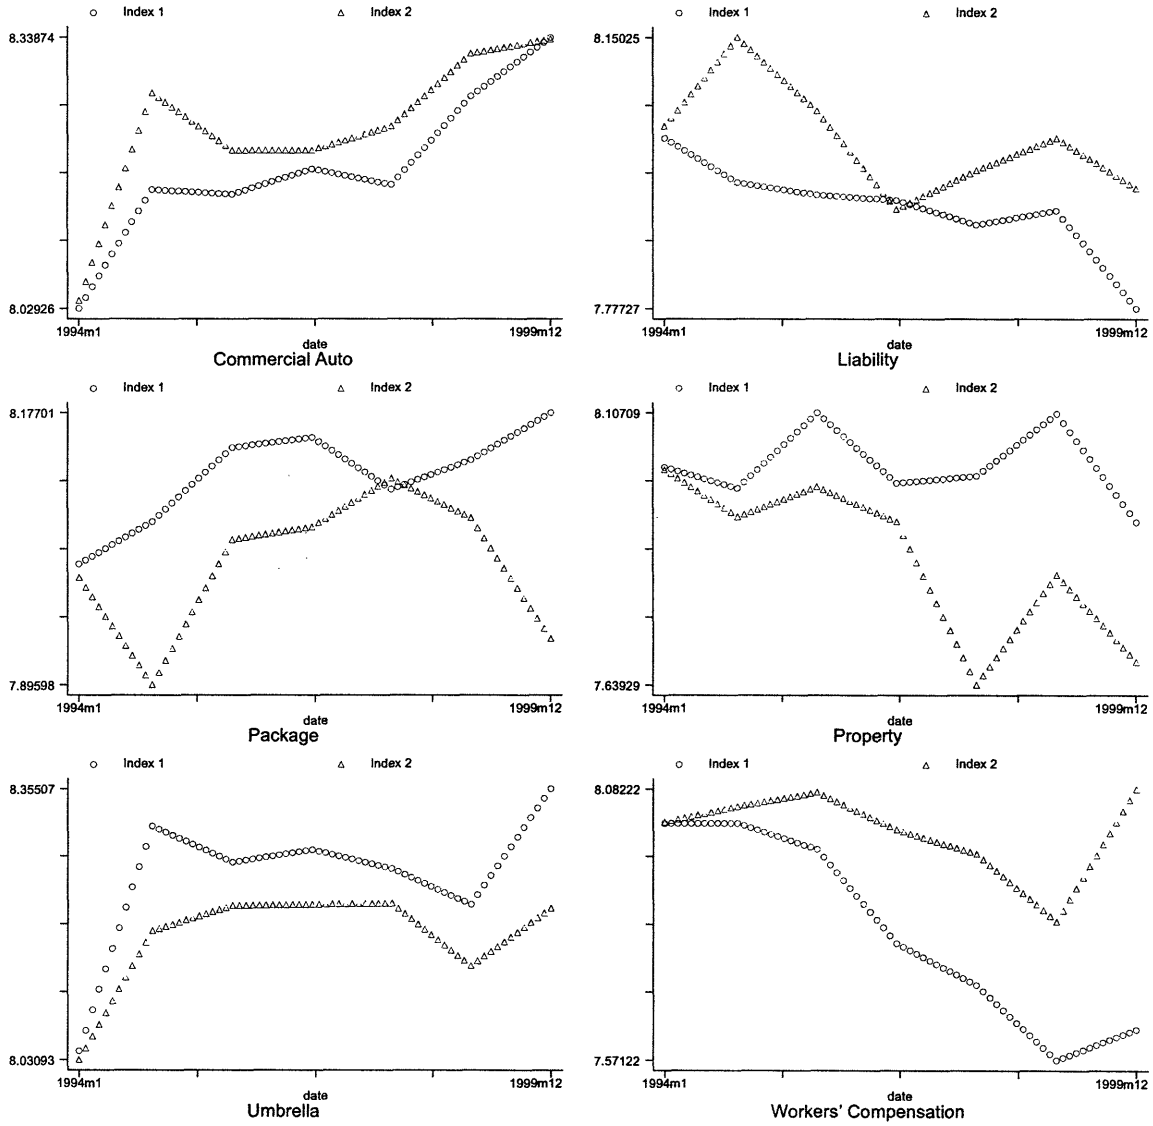 Index 1 Index 2 Index 1 Index 2
8.33874 8.15025
8.02926 7.77727
1994m1 1999m12 1994m1 1999m12
date date
Commercial Auto Liability
Index 1 Index 2 Index 1 Index 2
8.17701 8.10709
7.89598 7.63929
1994m1 1999m12 1994m1 1999m12
date date
Package Property
Index 1 Index 2 Index 1 Index 2
8.35507 8.08222
8.03093 7.57122
1994m1 1999m12 1994m1 1999m12
date date
Umbrella Workers' Compensation